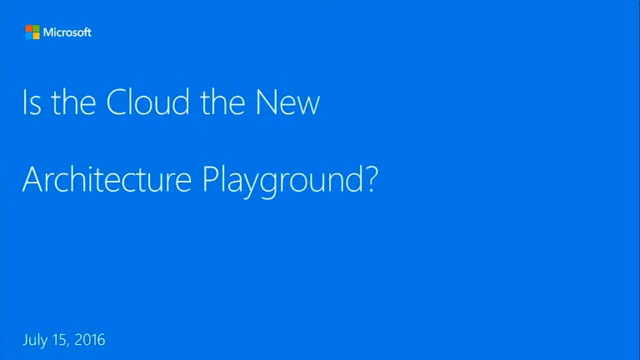 Microsoft
Is the Cloud the New
Architecture Playground?
July 15, 2016